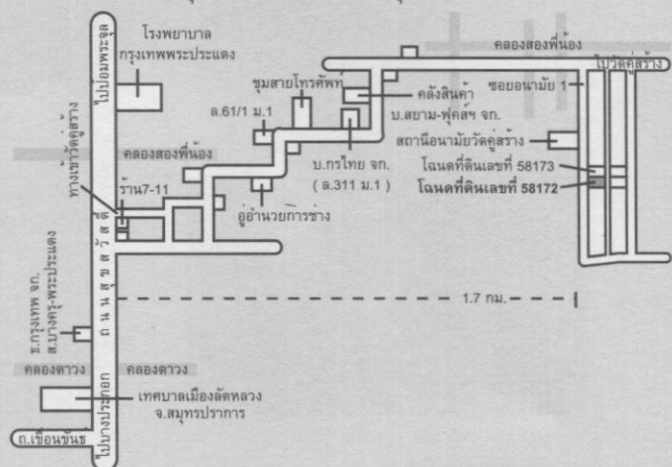 ไปป้อมพระจุล
โรงพยาบาล
กรุงเทพพระประแดง
คลองสองพี่น้อง
ไปวัดคู่สร้าง
ชุมสายโทรศัพท์
คลังสินค้า
บ.สยาม-ฟุคส์ฯ จก.
ซอยอนามัย 1
ล.61/1 ม.1
สถานีอนามัยวัดคู่สร้าง
ทางเข้าวัดคู่สร้าง
คลองสองพี่น้อง
บ.กรไทย จก.
( ล.311 ม.1 )
โฉนดที่ดินเลขที่ 58173
โฉนดที่ดินเลขที่ 58172
ร้าน7-11
อู่อำนวยการช่าง
ถนนสุขสวัสดิ์
1.7 กม.
ธ.กรุงเทพ จก.
ส.บางครุ-พระประแดง
คลองตาวง
คลองตาวง
เทศบาลเมืองลัดหลวง
จ.สมุทรปราการ
ไปบางประกอก
ถ.เขื่อนขันธ์